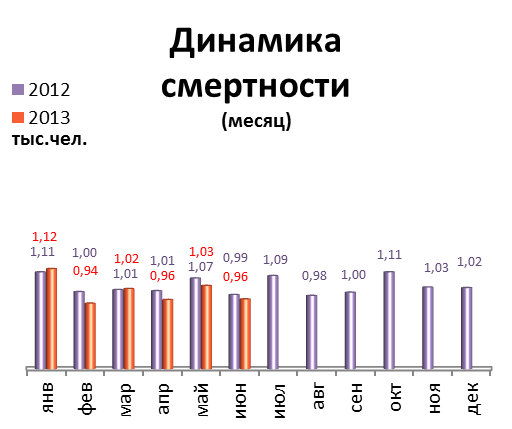 Динамика
смертности
(месяц)
2012
2013
тыс.чел.
1,12
1,11
1,00
0,94
1,02
1,01
1,01
0,96
1,03
1,07
0,99
0,96
1,09
0,98
1,00
1,11
1,03
1,02
янв
фев
мар
апр
май
июн
июл
авг
сен
окт
ноя
дек